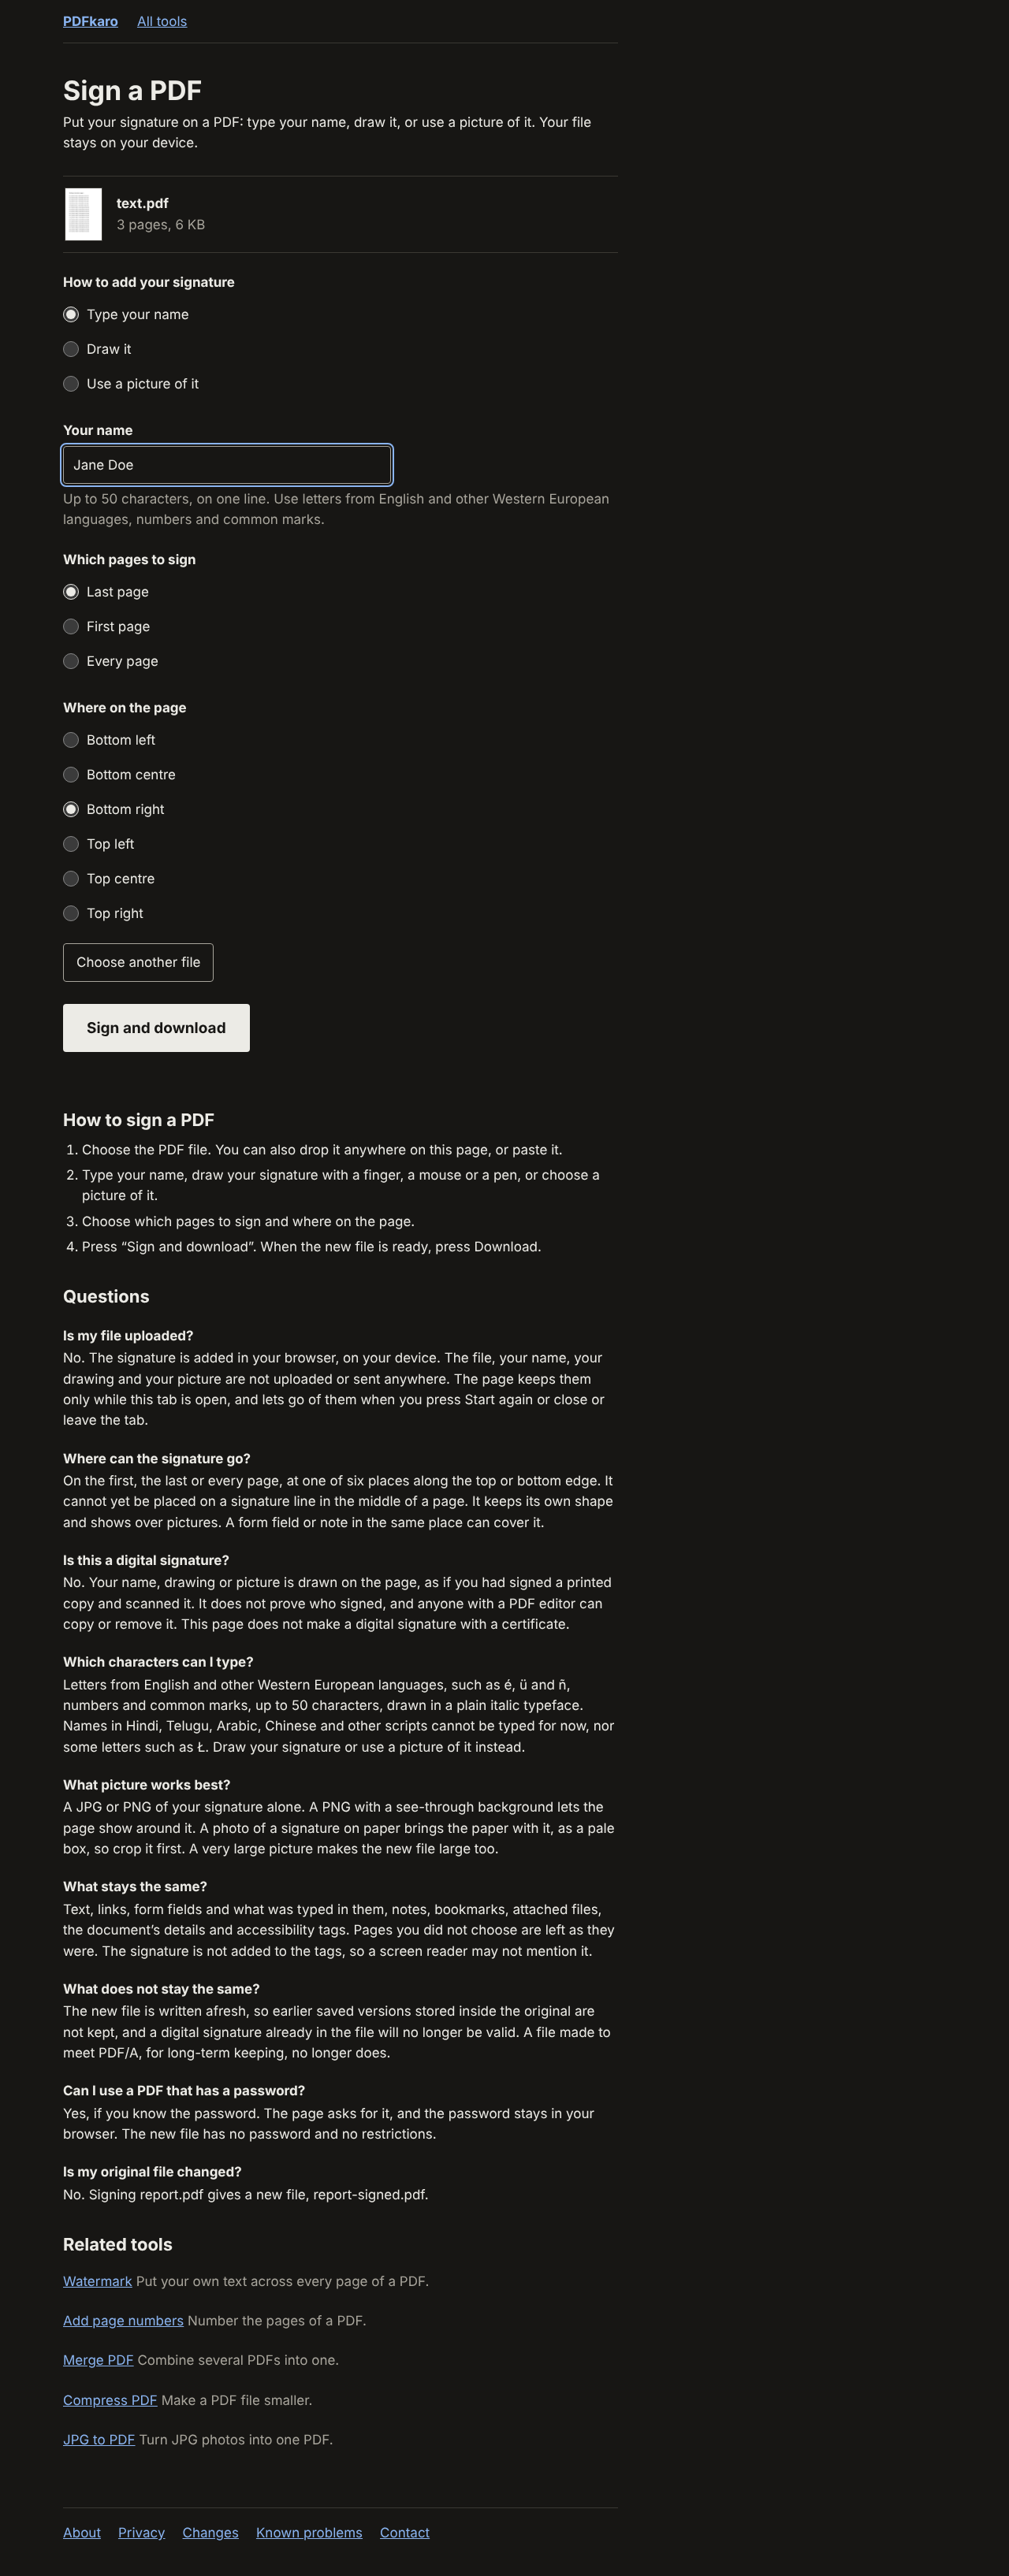 PDFkaro All tools
Sign a PDF
Put your signature on a PDF: type your name, draw it, or use a picture of it. Your file
stays on your device.
text.pdf
3 pages, 6 KB
How to add your signature
Type your name
Draw it
Use a picture of it
Your name
Jane Doe
Up to 50 characters, on one line. Use letters from English and other Western European
languages, numbers and common marks.
Which pages to sign
Last page
First page
Every page
Where on the page
Bottom left
Bottom centre
Bottom right
Top left
Top centre
Top right
Choose another file
Sign and download
How to sign a PDF
1. Choose the PDF file. You can also drop it anywhere on this page, or paste it.
2. Type your name, draw your signature with a finger, a mouse or a pen, or choose a
picture of it.
3. Choose which pages to sign and where on the page.
4. Press “Sign and download”. When the new file is ready, press Download.
Questions
Is my file uploaded?
No. The signature is added in your browser, on your device. The file, your name, your
drawing and your picture are not uploaded or sent anywhere. The page keeps them
only while this tab is open, and lets go of them when you press Start again or close or
leave the tab.
Where can the signature go?
On the first, the last or every page, at one of six places along the top or bottom edge. It
cannot yet be placed on a signature line in the middle of a page. It keeps its own shape
and shows over pictures. A form field or note in the same place can cover it.
Is this a digital signature?
No. Your name, drawing or picture is drawn on the page, as if you had signed a printed
copy and scanned it. It does not prove who signed, and anyone with a PDF editor can
copy or remove it. This page does not make a digital signature with a certificate.
Which characters can I type?
Letters from English and other Western European languages, such as é, ü and ñ,
numbers and common marks, up to 50 characters, drawn in a plain italic typeface.
Names in Hindi, Telugu, Arabic, Chinese and other scripts cannot be typed for now, nor
some letters such as Ł. Draw your signature or use a picture of it instead.
What picture works best?
A JPG or PNG of your signature alone. A PNG with a see-through background lets the
page show around it. A photo of a signature on paper brings the paper with it, as a pale
box, so crop it first. A very large picture makes the new file large too.
What stays the same?
Text, links, form fields and what was typed in them, notes, bookmarks, attached files,
the document’s details and accessibility tags. Pages you did not choose are left as they
were. The signature is not added to the tags, so a screen reader may not mention it.
What does not stay the same?
The new file is written afresh, so earlier saved versions stored inside the original are
not kept, and a digital signature already in the file will no longer be valid. A file made to
meet PDF/A, for long-term keeping, no longer does.
Can I use a PDF that has a password?
Yes, if you know the password. The page asks for it, and the password stays in your
browser. The new file has no password and no restrictions.
Is my original file changed?
No. Signing report.pdf gives a new file, report-signed.pdf.
Related tools
Watermark Put your own text across every page of a PDF.
Add page numbers Number the pages of a PDF.
Merge PDF Combine several PDFs into one.
Compress PDF Make a PDF file smaller.
JPG to PDF Turn JPG photos into one PDF.
About Privacy Changes Known problems Contact